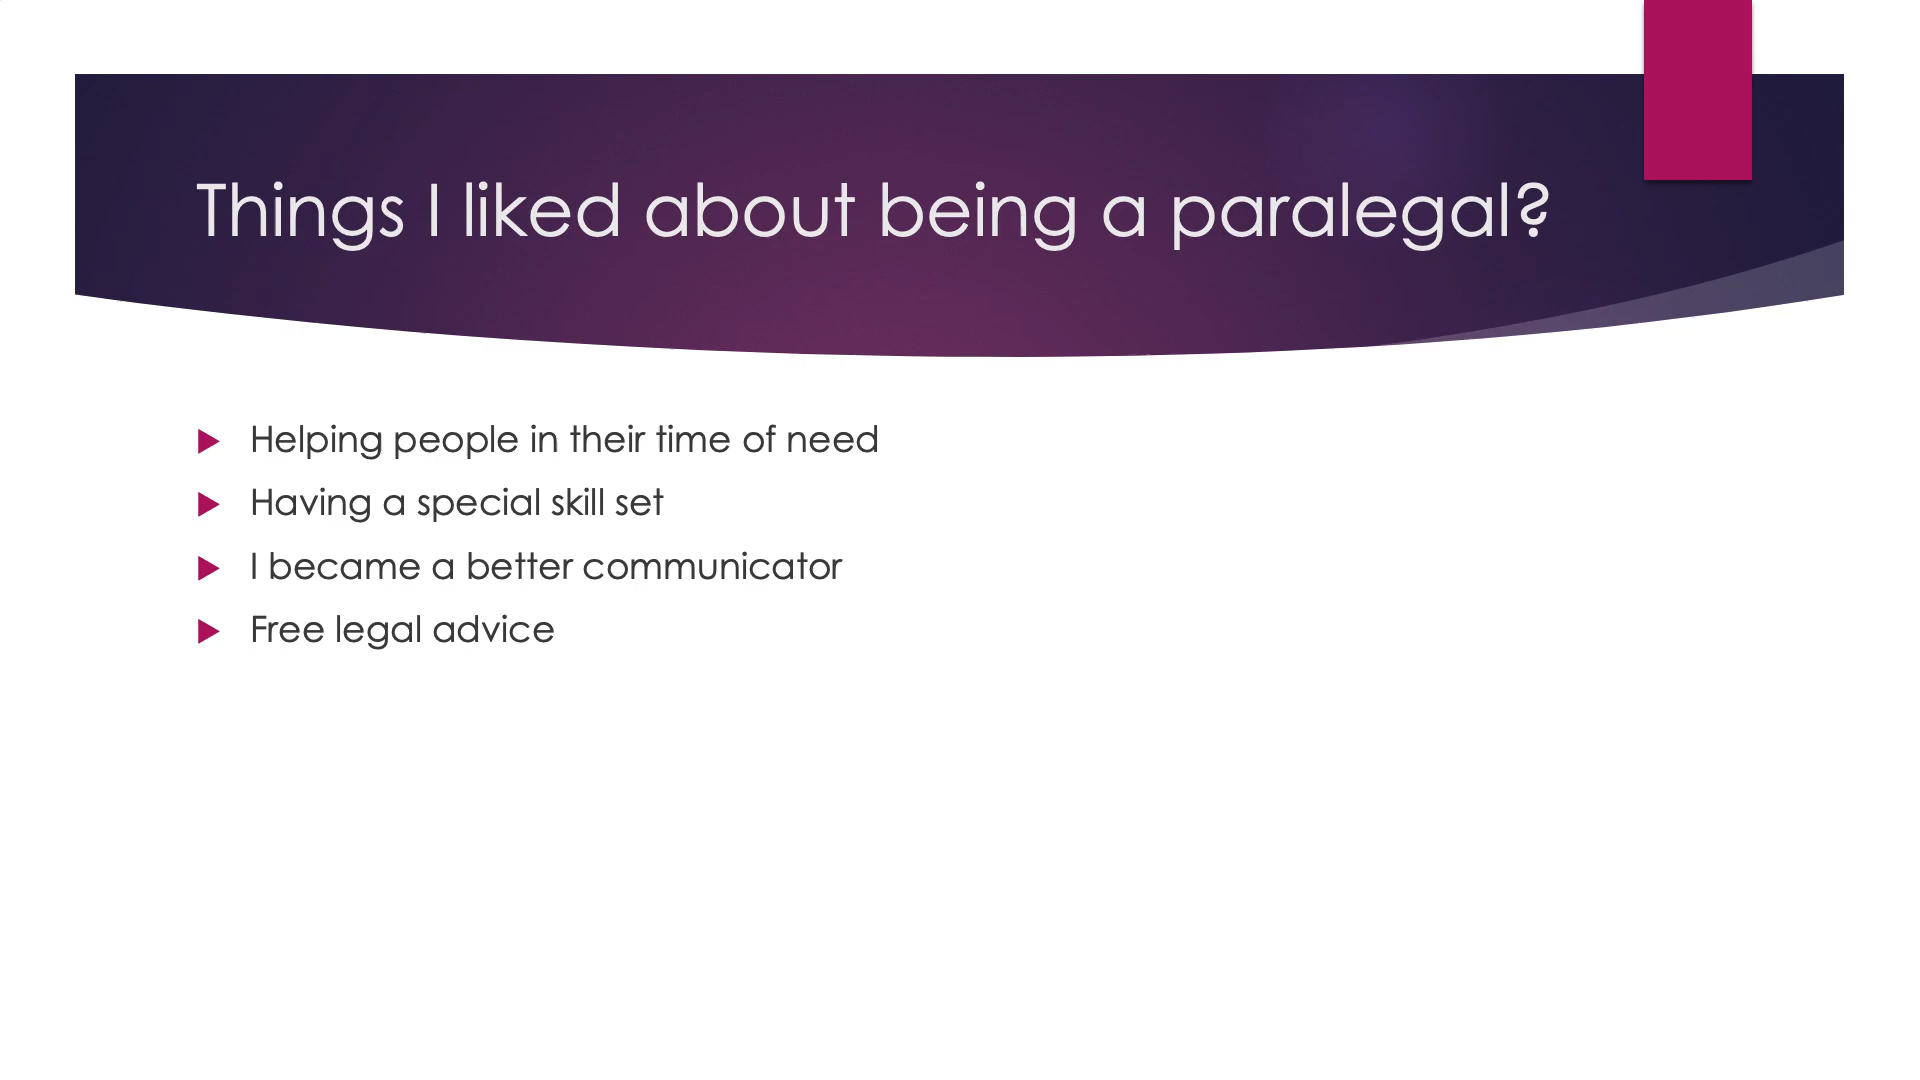 Things I liked about being a paralegal?
Helping people in their time of need
Having a special skill set
I became a better communicator
Free legal advice